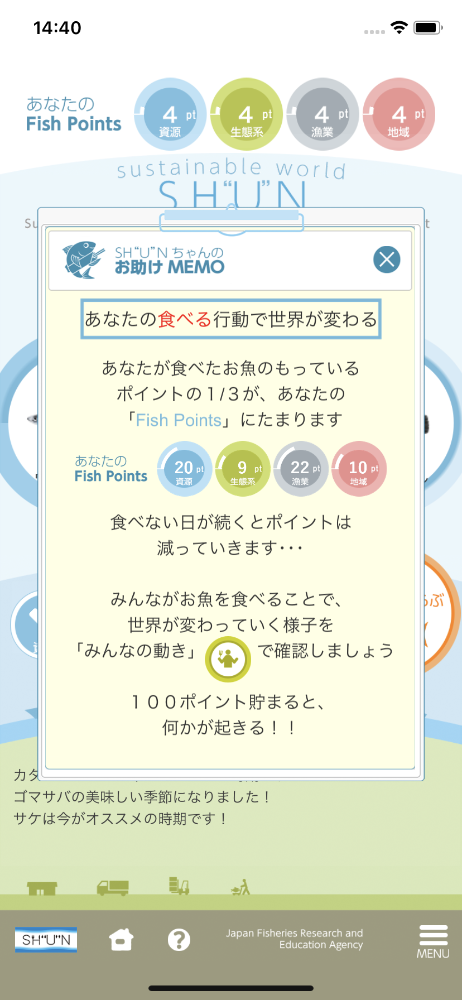 14:40
あなたの
Fish Points
4 pt
資源
4 pt
生態系
4 pt
漁業
4 pt
地域
sustainable world
SH“U”N
Su
t
SH“U”Nちゃんの
お助け MEMO
あなたの食べる行動で世界が変わる
あなたが食べたお魚のもっている
ポイントの１/３が、あなたの
「Fish Points」にたまります
あなたの
Fish Points
20 pt
資源
9 pt
生態系
22 pt
漁業
10 pt
地域
食べない日が続くとポイントは
減っていきます･･･
みんながお魚を食べることで、
世界が変わっていく様子を
「みんなの動き」 で確認しましょう
１００ポイント貯まると、
何かが起きる！！
らぶ
カタ
ゴマサバの美味しい季節になりました！
サケは今がオススメの時期です！
SH“U”N
Japan Fisheries Research and
Education Agency
MENU